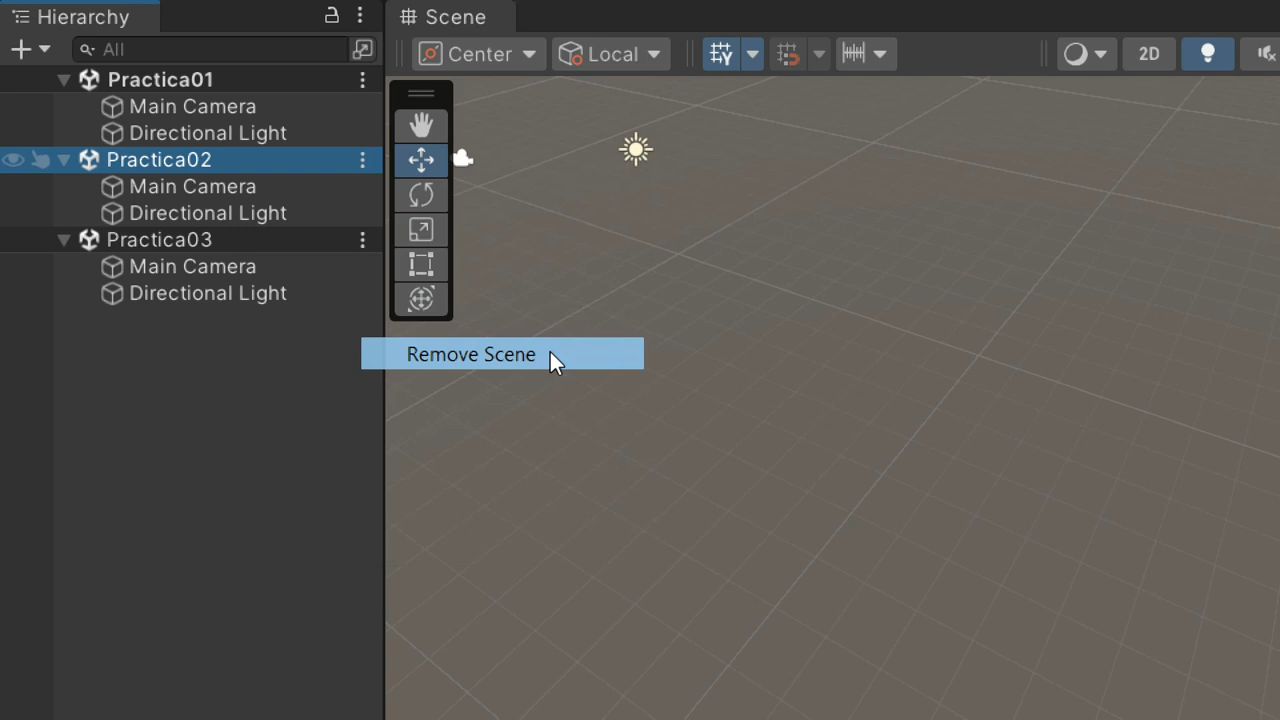 Hierarchy
All
Practica01
Main Camera
Directional Light
Practica02
Main Camera
Directional Light
Practica03
Main Camera
Directional Light
Scene
Center
Local
2D
Remove Scene